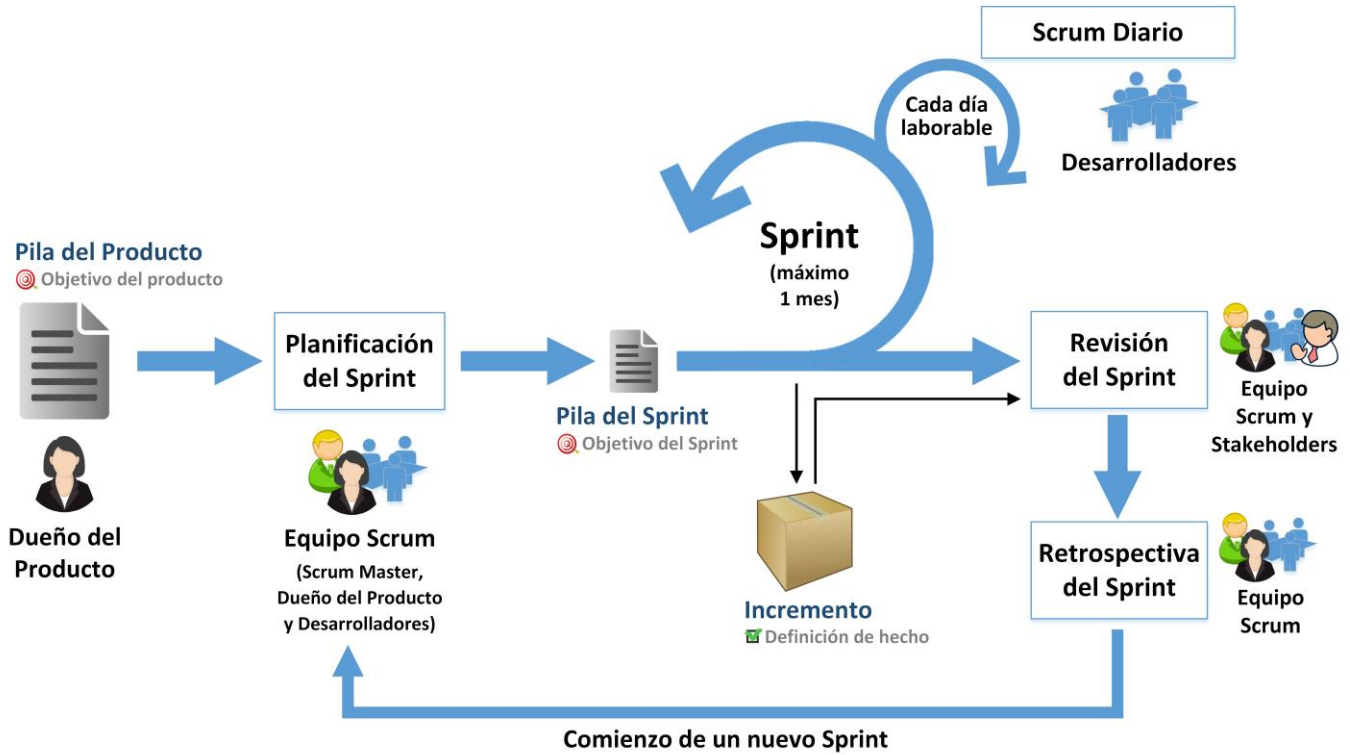 Scrum Diario
Cada día
laborable
Desarrolladores
Sprint
(máximo
1 mes)
Pila del Producto
Objetivo del producto
Dueño del
Producto
Planificación
del Sprint
Equipo Scrum
(Scrum Master,
Dueño del Producto
y Desarrolladores)
Pila del Sprint
Objetivo del Sprint
Incremento
Definición de hecho
Revisión
del Sprint
Equipo
Scrum y
Stakeholders
Retrospectiva
del Sprint
Equipo
Scrum
Comienzo de un nuevo Sprint